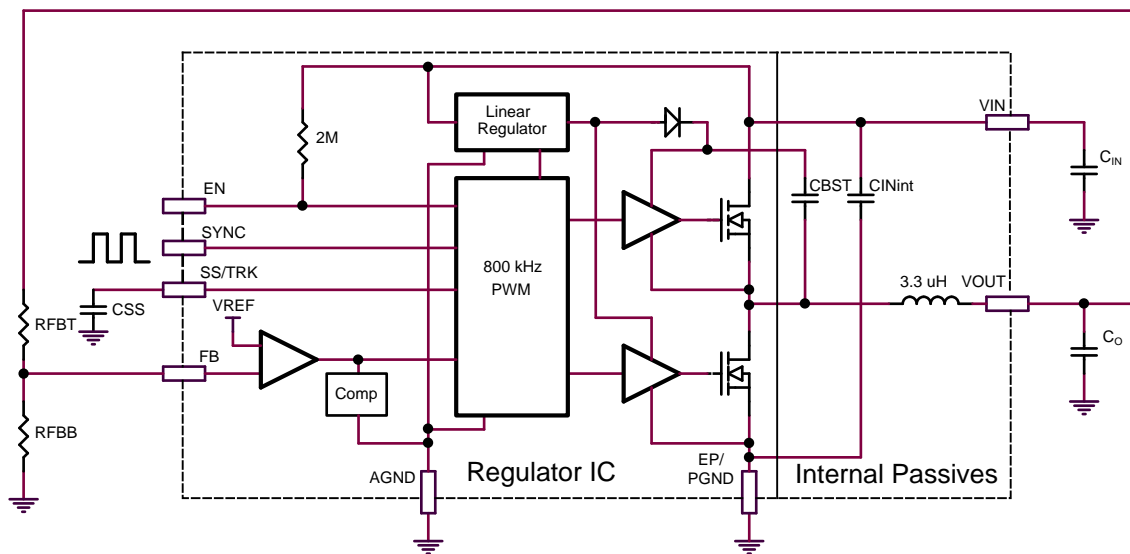 Linear
Regulator
VIN
2M
CIN
EN
CBST
CINint
SYNC
SS/TRK
800 kHz
PWM
3.3 uH
VOUT
CSS
VREF
RFBT
FB
CO
Comp
RFBB
EP/
PGND
AGND
Regulator IC
Internal Passives